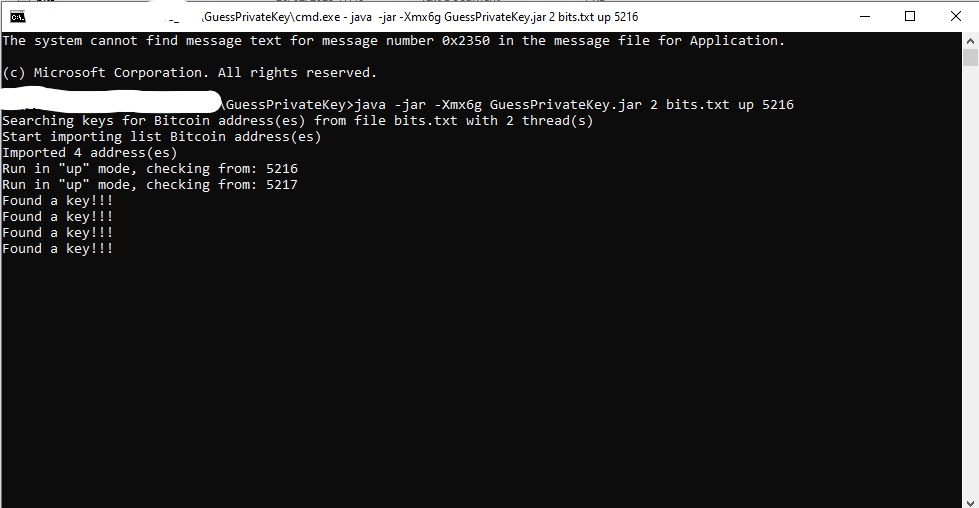 \GuessPrivateKey\cmd.exe - java -jar -Xmx6g GuessPrivateKey.jar 2 bits.txt up 5216
The system cannot find message text for message number 0x2350 in the message file for Application.
(c) Microsoft Corporation. All rights reserved.
\GuessPrivateKey>java -jar -Xmx6g GuessPrivateKey.jar 2 bits.txt up 5216
Searching keys for Bitcoin address(es) from file bits.txt with 2 thread(s)
Start importing list Bitcoin address(es)
Imported 4 address(es)
Run in "up" mode, checking from: 5216
Run in "up" mode, checking from: 5217
Found a key!!!
Found a key!!!
Found a key!!!
Found a key!!!